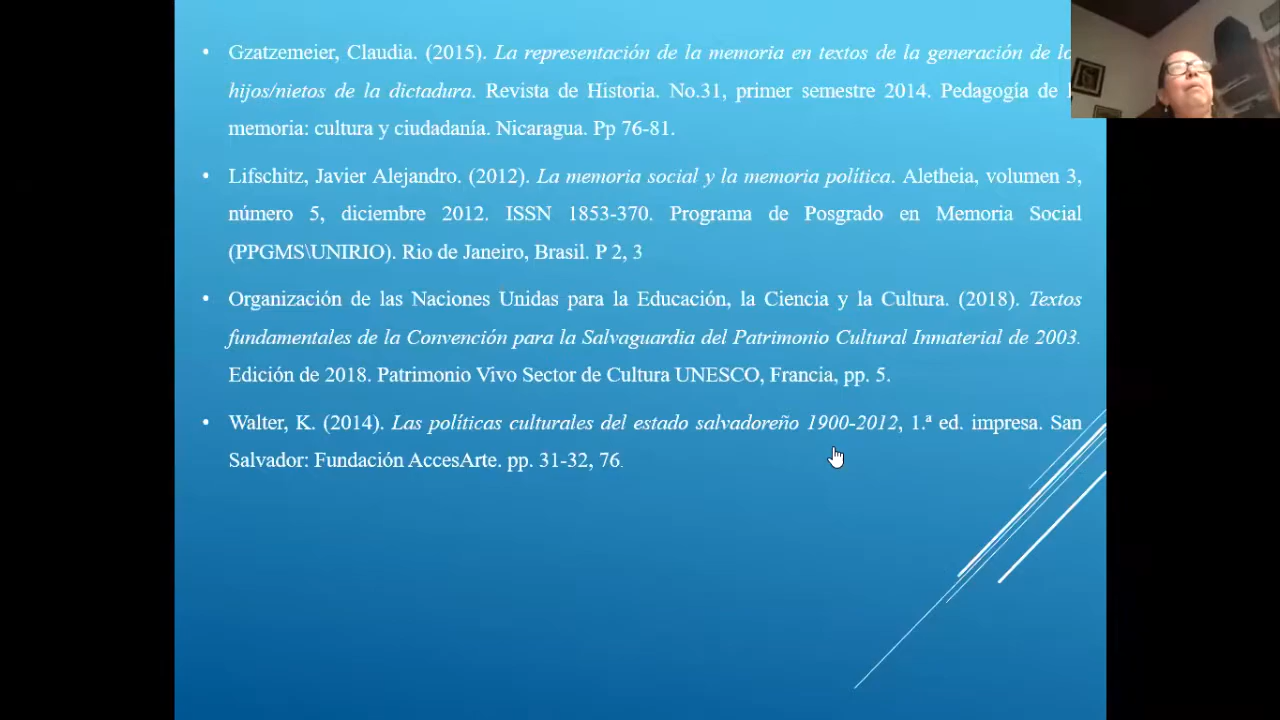 • Gzatzemeier, Claudia. (2015). La representación de la memoria en textos de la generación de
hijos/nietos de la dictadura. Revista de Historia. No.31, primer semestre 2014. Pedagogía de
memoria: cultura y ciudadanía. Nicaragua. Pp 76-81.
• Lifschitz, Javier Alejandro. (2012). La memoria social y la memoria política. Aletheia, volumen 3,
número 5, diciembre 2012. ISSN 1853-370. Programa de Posgrado en Memoria Social
(PPGMS\UNIRIO). Rio de Janeiro, Brasil. P 2, 3
• Organización de las Naciones Unidas para la Educación, la Ciencia y la Cultura. (2018). Textos
fundamentales de la Convención para la Salvaguardia del Patrimonio Cultural Inmaterial de 2003.
Edición de 2018. Patrimonio Vivo Sector de Cultura UNESCO, Francia, pp. 5.
• Walter, K. (2014). Las políticas culturales del estado salvadoreño 1900-2012, 1.ª ed. impresa. San
Salvador: Fundación AccesArte. pp. 31-32, 76.